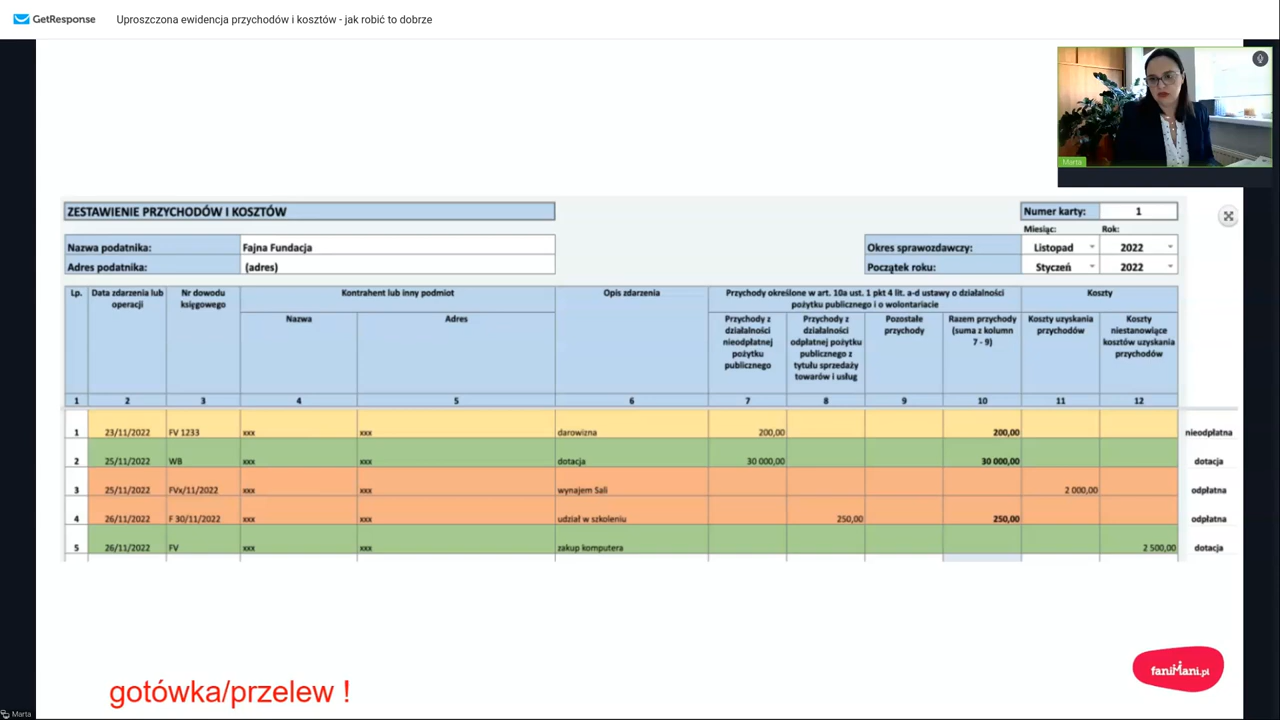 GetResponse Uproszczona ewidencja przychodów i kosztów - jak robić to dobrze
Marta
ZESTAWIENIE PRZYCHODÓW I KOSZTÓW
Numer karty: 1
Miesiąc: Rok:
Nazwa podatnika: Fajna Fundacja
Okres sprawozdawczy: Listopad 2022
Adres podatnika: (adres)
Początek roku: Styczeń 2022
Lp.
Data zdarzenia lub
operacji
Nr dowodu
księgowego
Kontrahent lub inny podmiot
Nazwa
Adres
Opis zdarzenia
Przychody określone w art. 10a ust. 1 pkt 4 lit. a-d ustawy o działalności
pożytku publicznego i o wolontariacie
Przychody z
działalności
nieodpłatnej
pożytku
publicznego
Przychody z
działalności
odpłatnej pożytku
publicznego z
tytułu sprzedaży
towarów i usług
Pozostałe
przychody
Razem przychody
(suma z kolumn
7 - 9)
Koszty
Koszty uzyskania
przychodów
Koszty
niestanowiące
kosztów uzyskania
przychodów
1 2 3 4 5 6 7 8 9 10 11 12
1 23/11/2022 FV 1233 xxx xxx darowizna 200,00 200,00 nieodpłatna
2 25/11/2022 WB xxx xxx dotacja 30 000,00 30 000,00 dotacja
3 25/11/2022 FVx/11/2022 xxx xxx wynajem Sali 2 000,00 odpłatna
4 26/11/2022 F 30/11/2022 xxx xxx udział w szkoleniu 250,00 250,00 odpłatna
5 26/11/2022 FV xxx xxx zakup komputera 2 500,00 dotacja
faniMani.pl
gotówka/przelew !
Marta